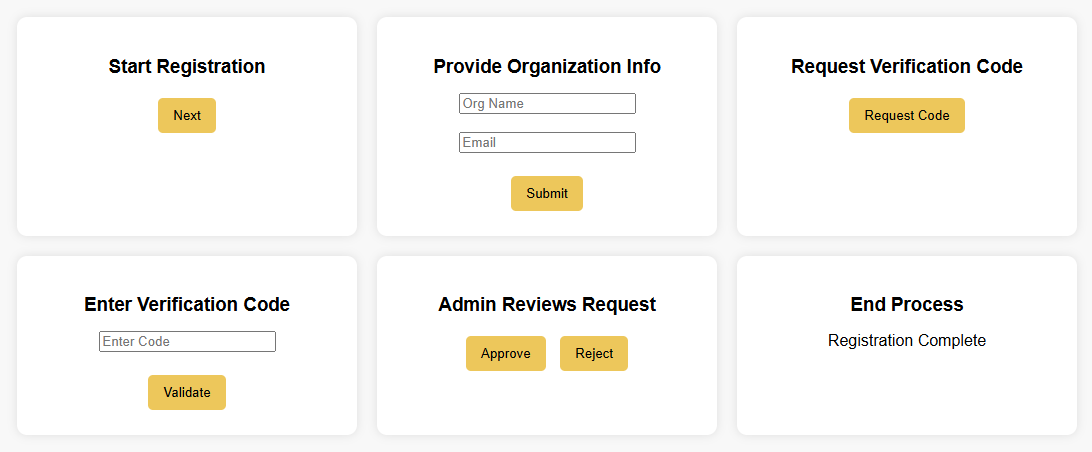 Start Registration
Next
Provide Organization Info
Org Name
Email
Submit
Request Verification Code
Request Code
Enter Verification Code
Enter Code
Validate
Admin Reviews Request
Approve Reject
End Process
Registration Complete